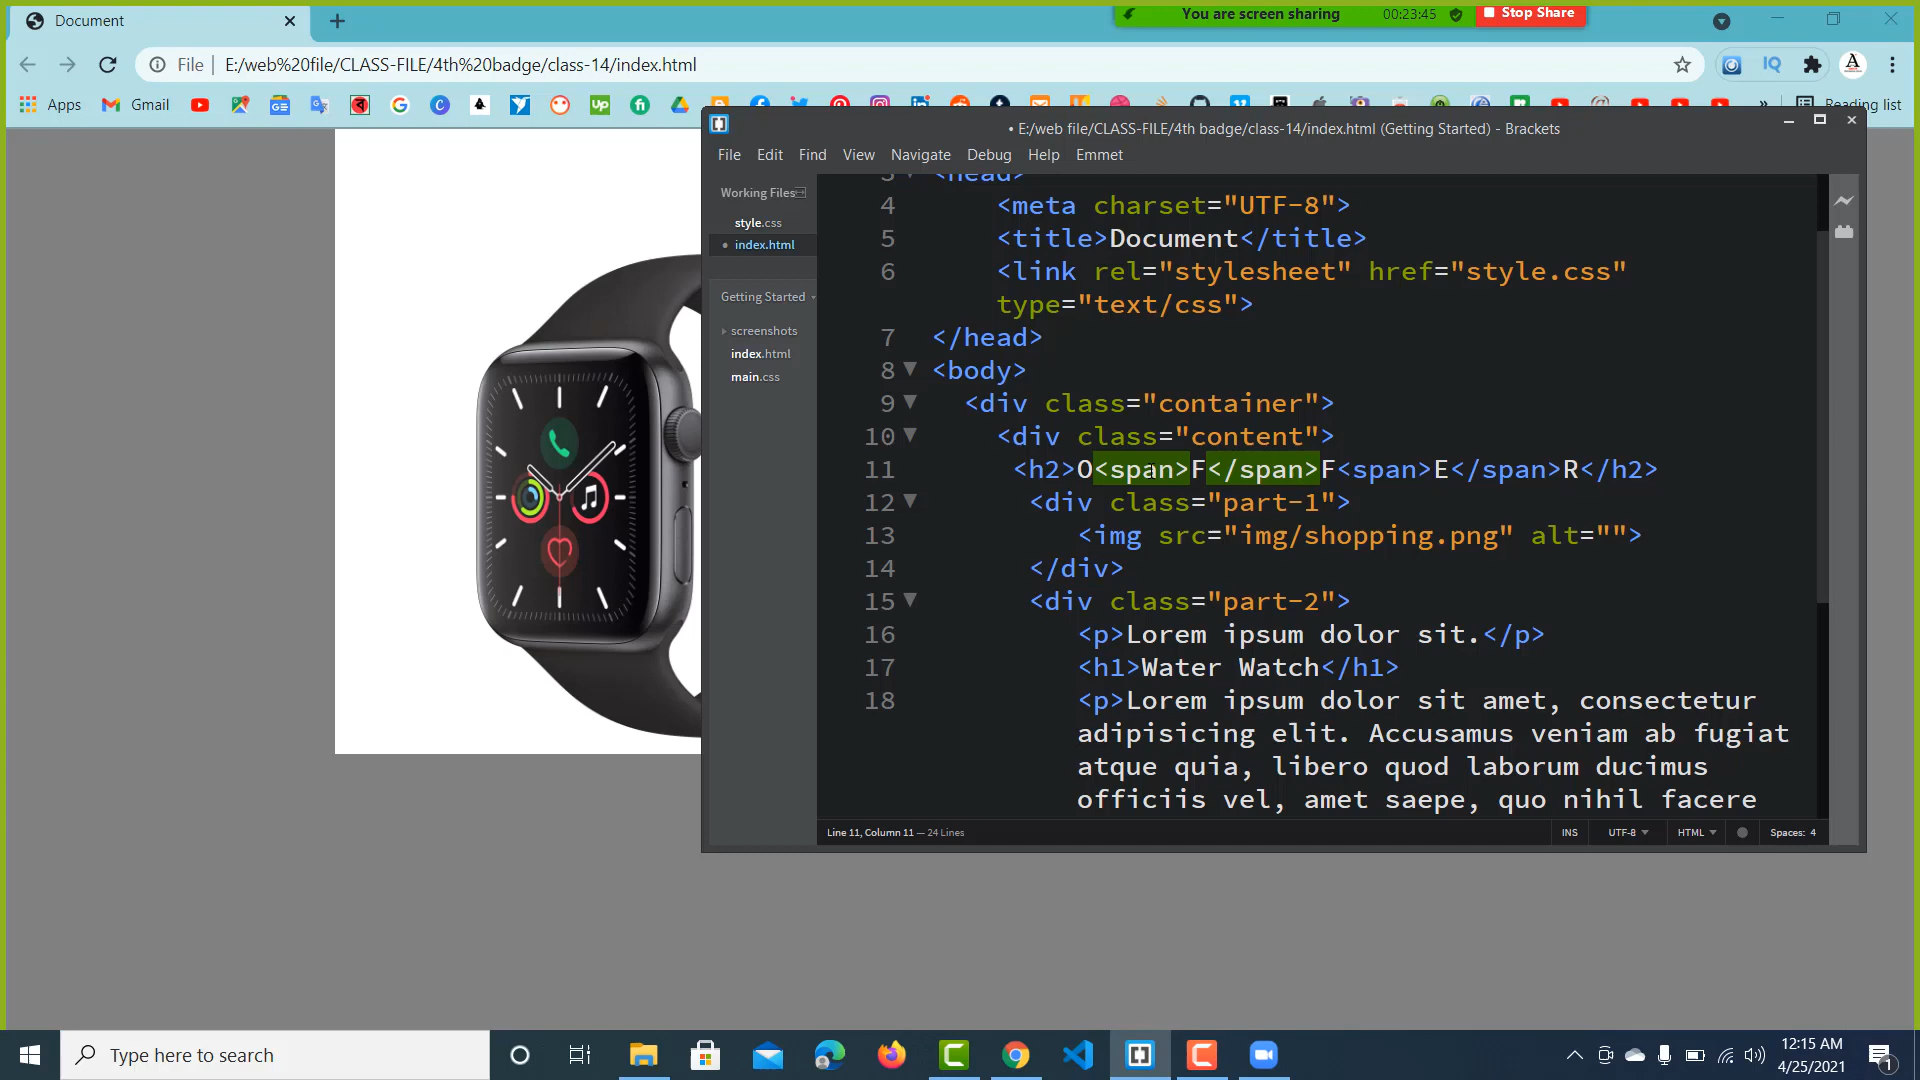 Document
You are screen sharing
00:23:45
Stop Share
File
E:/web%20file/CLASS-FILE/4th%20badge/class-14/index.html
IQ
A
Apps
Gmail
Up
fi
»
Reading list
• E:/web file/CLASS-FILE/4th badge/class-14/index.html (Getting Started) - Brackets
File Edit Find View Navigate Debug Help Emmet
Working Files
style.css
• index.html
Getting Started
screenshots
index.html
main.css
3 <head>
4 <meta charset="UTF-8">
5 <title>Document</title>
6 <link rel="stylesheet" href="style.css"
type="text/css">
7 </head>
8 <body>
9 <div class="container">
10 <div class="content">
11 <h2>O<span>F</span>F<span>E</span>R</h2>
12 <div class="part-1">
13 <img src="img/shopping.png" alt="">
14 </div>
15 <div class="part-2">
16 <p>Lorem ipsum dolor sit.</p>
17 <h1>Water Watch</h1>
18 <p>Lorem ipsum dolor sit amet, consectetur
adipisicing elit. Accusamus veniam ab fugiat
atque quia, libero quod laborum ducimus
officiis vel, amet saepe, quo nihil facere
Line 11, Column 11 — 24 Lines
INS
UTF-8
HTML
Spaces: 4
Type here to search
12:15 AM
4/25/2021
1